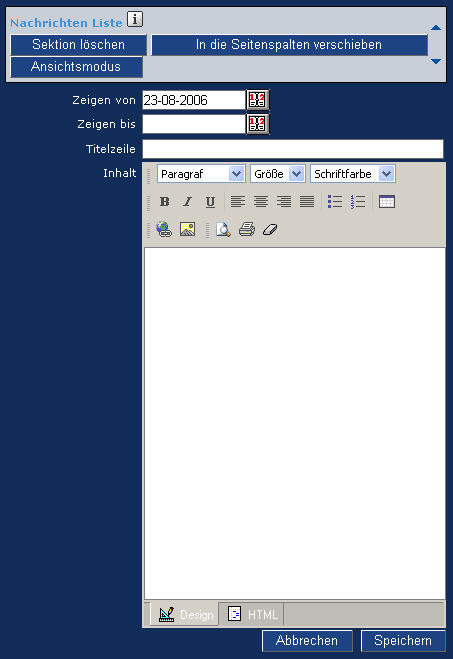 Nachrichten Liste i
Sektion löschen In die Seitenspalten verschieben
Ansichtsmodus
Zeigen von 23-08-2006
Zeigen bis
Titelzeile
Inhalt Paragraf Größe Schriftfarbe
B I U
Design HTML
Abbrechen Speichern